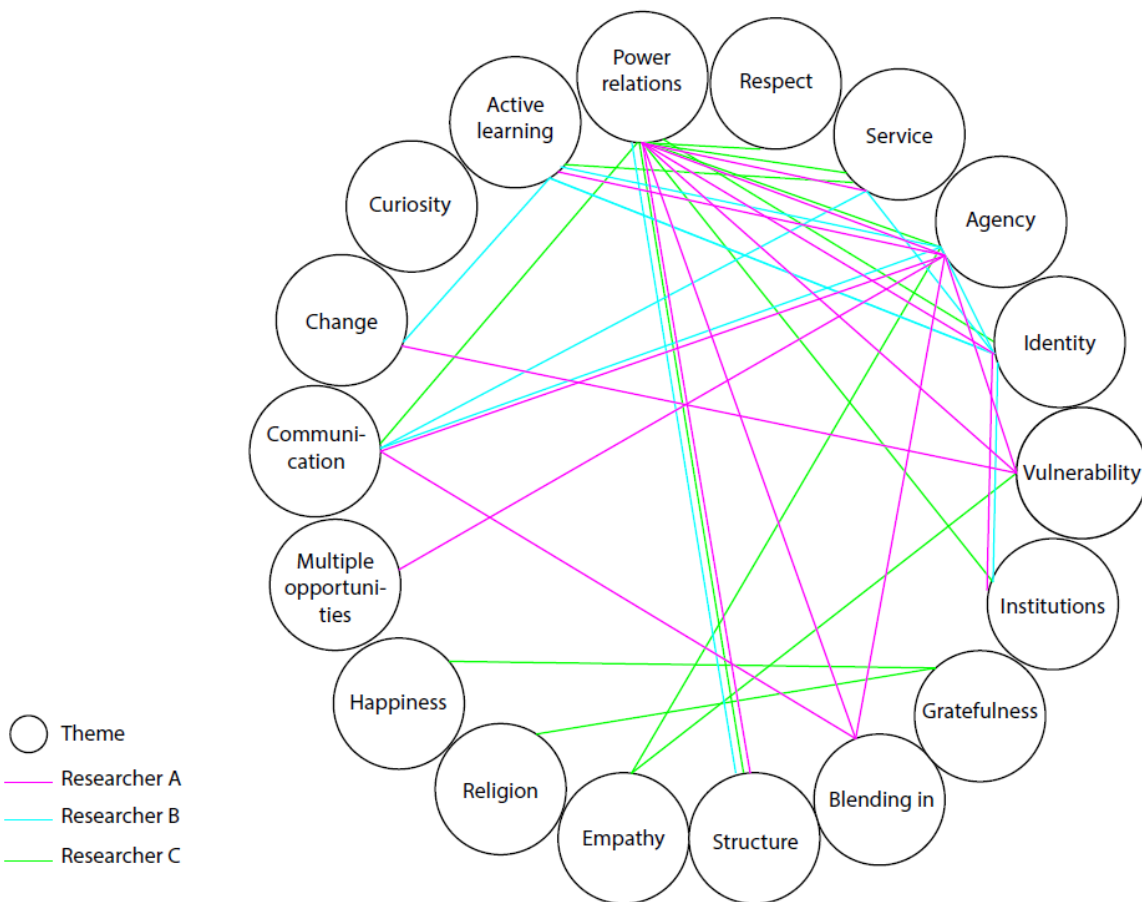 Power
relations
Respect
Active
learning
Service
Curiosity
Agency
Change
Identity
Communi-
cation
Vulnerability
Multiple
opportuni-
ties
Institutions
Happiness
Gratefulness
Religion
Blending in
Empathy
Structure
Theme
Researcher A
Researcher B
Researcher C